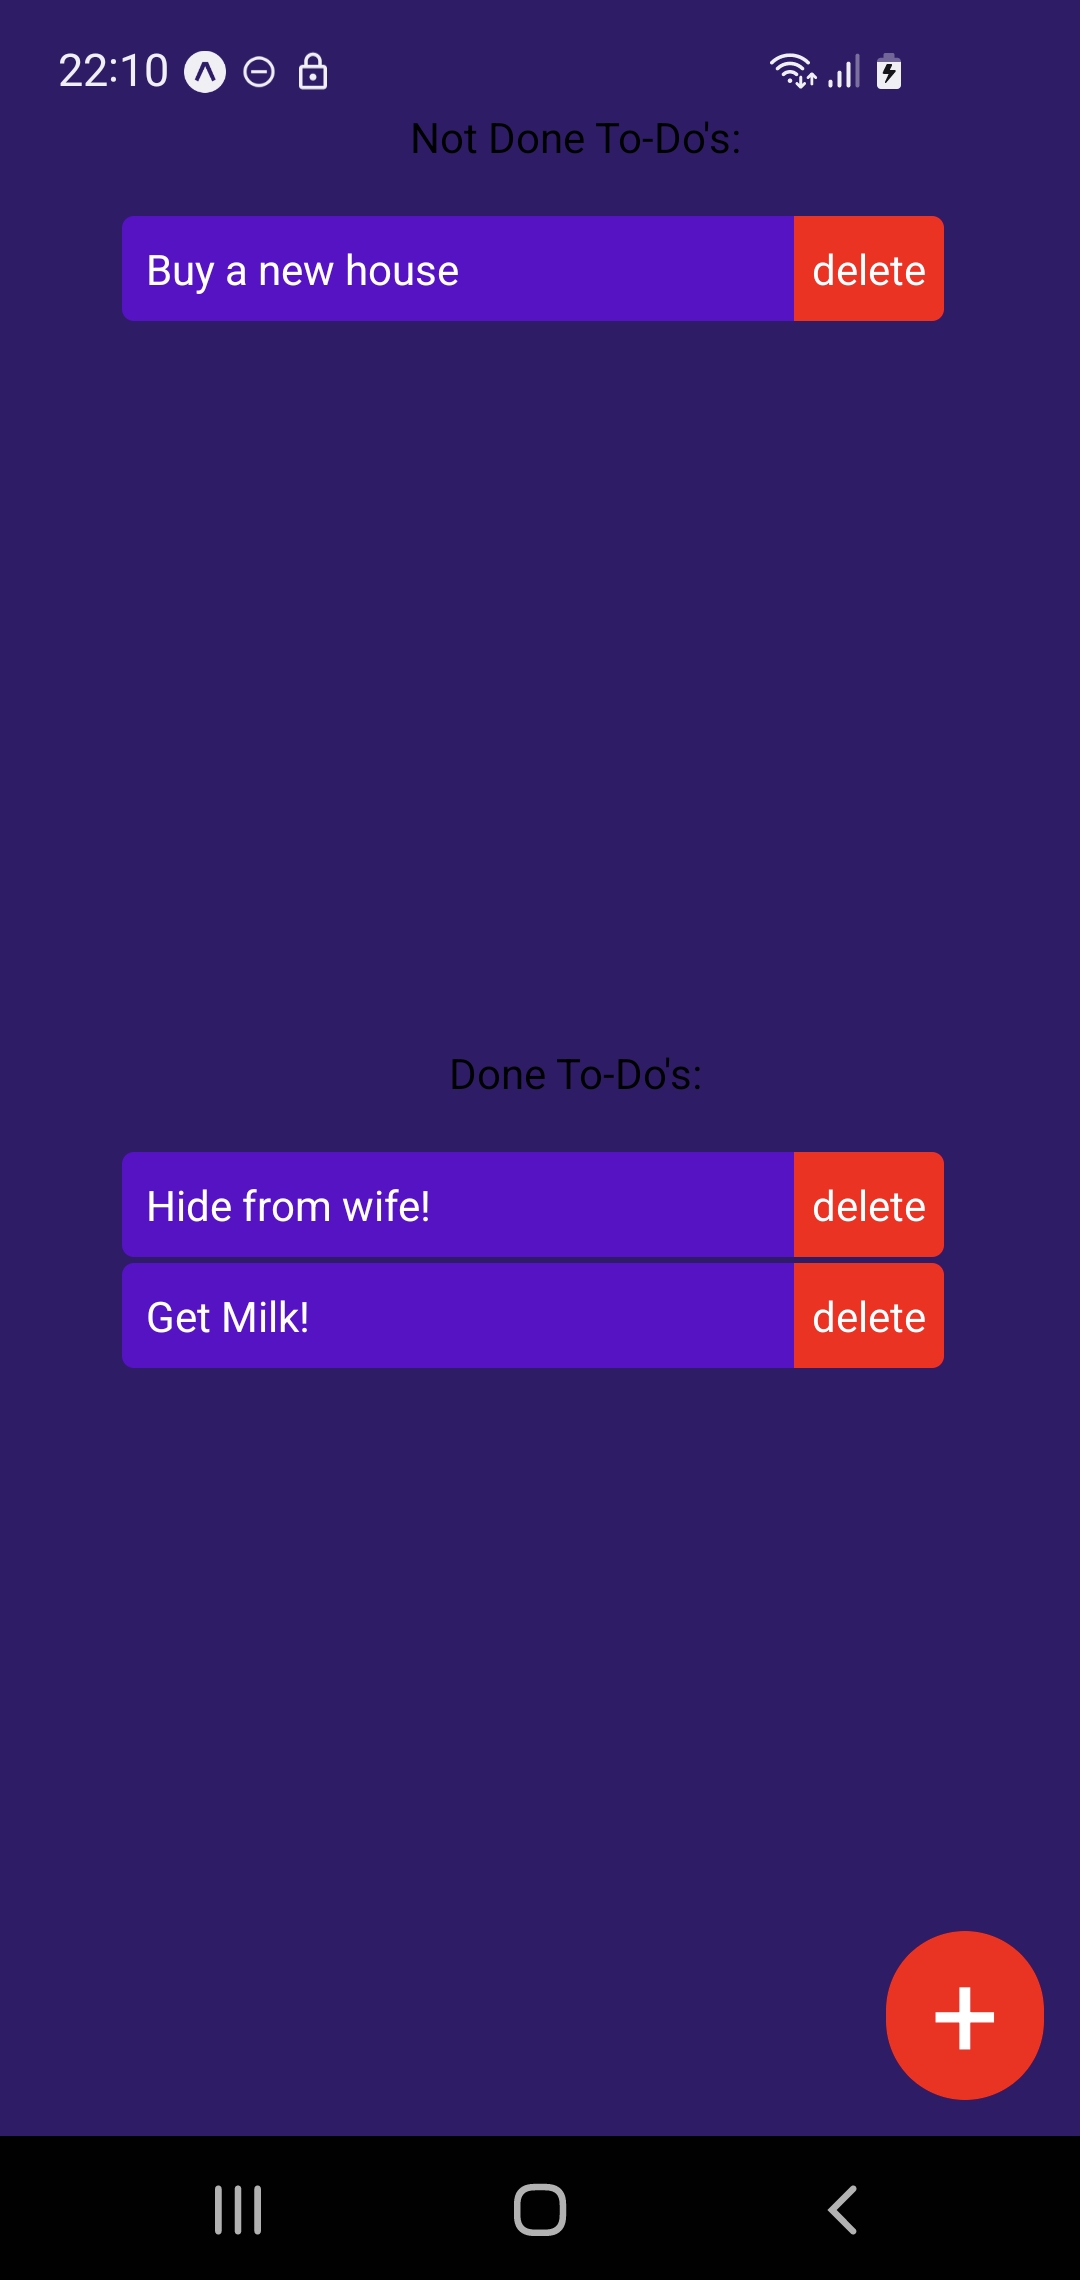 22:10
Not Done To-Do's:
Buy a new house delete
Done To-Do's:
Hide from wife! delete
Get Milk! delete
+